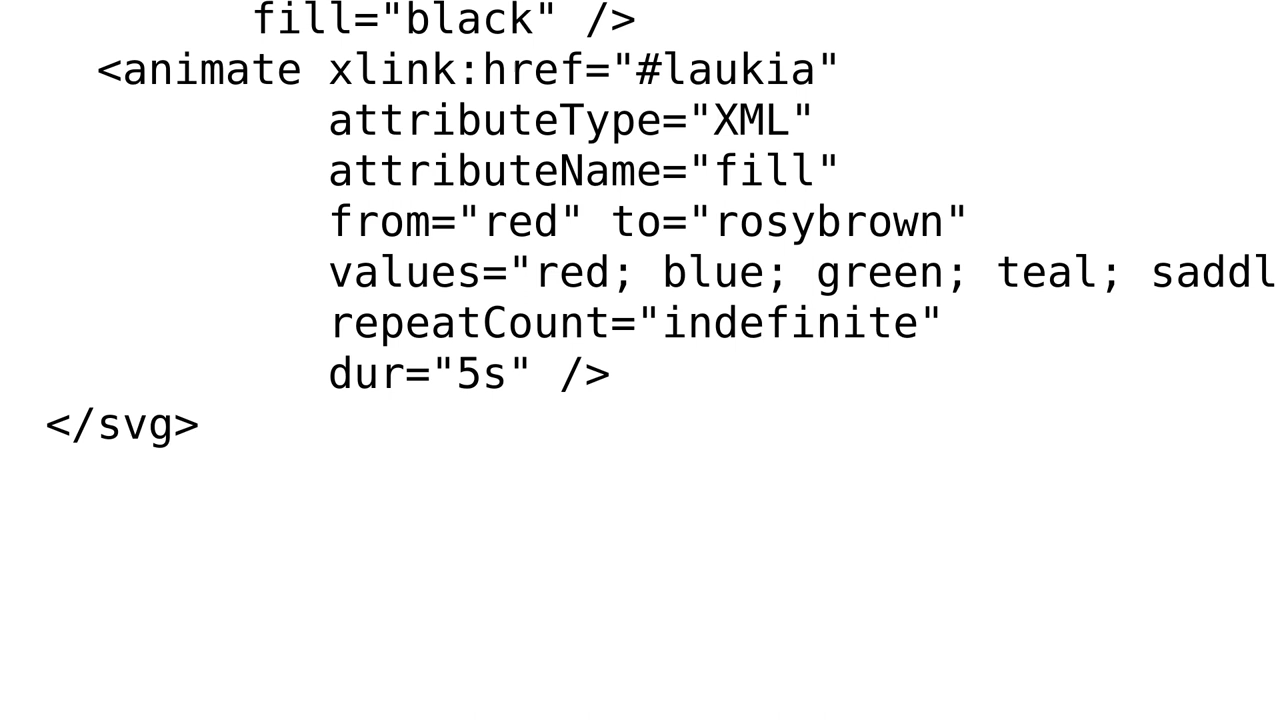 fill="black" />
<animate xlink:href="#laukia"
attributeType="XML"
attributeName="fill"
from="red" to="rosybrown"
values="red; blue; green; teal; saddl
repeatCount="indefinite"
dur="5s" />
</svg>